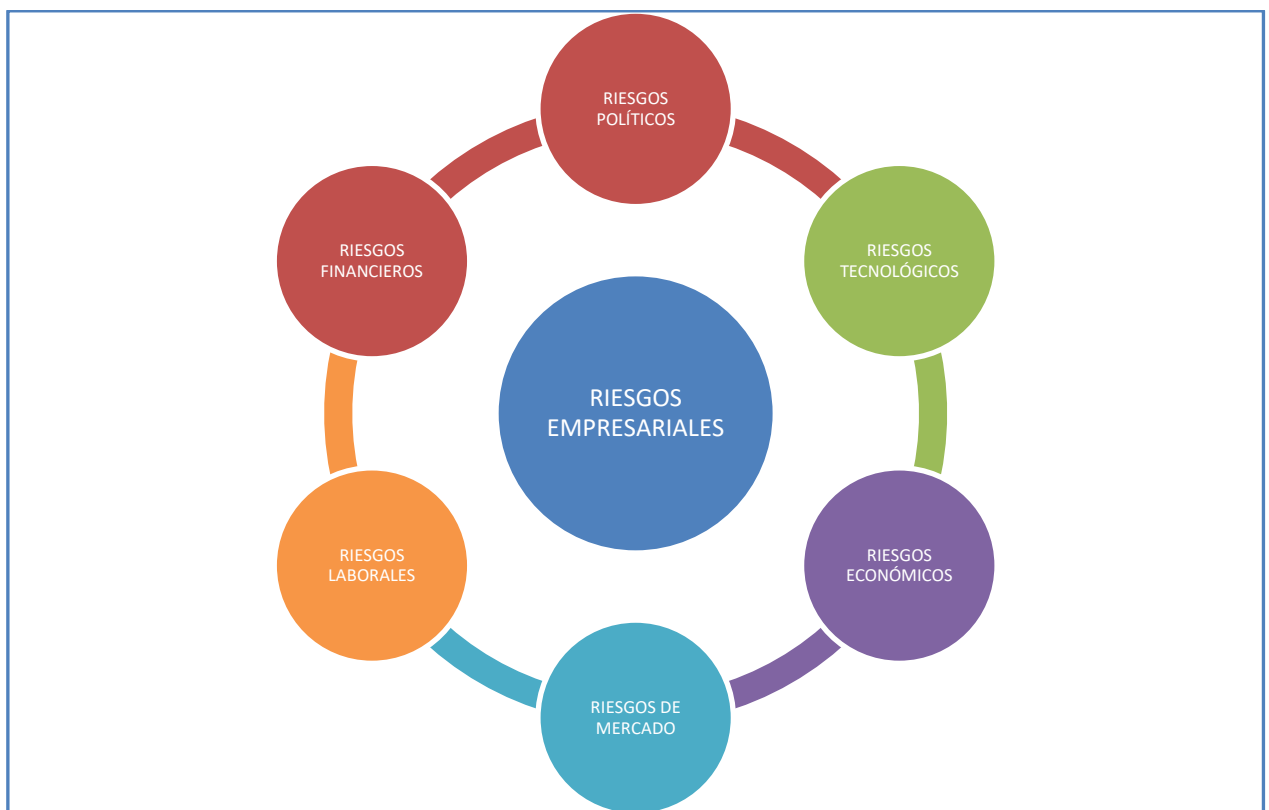 RIESGOS
POLÍTICOS
RIESGOS
TECNOLÓGICOS
RIESGOS
ECONÓMICOS
RIESGOS DE
MERCADO
RIESGOS
LABORALES
RIESGOS
FINANCIEROS
RIESGOS
EMPRESARIALES